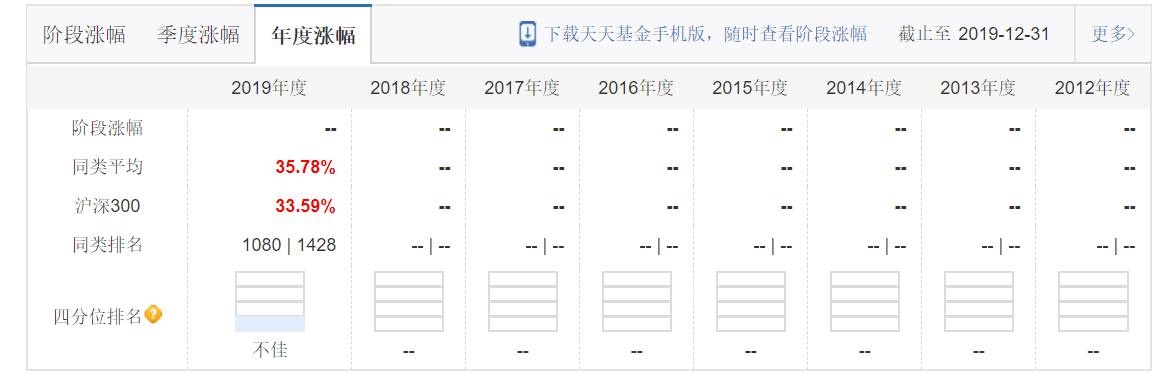 阶段涨幅 季度涨幅 年度涨幅 下载天天基金手机版，随时查看阶段涨幅 截止至 2019-12-31 更多>
2019年度 2018年度 2017年度 2016年度 2015年度 2014年度 2013年度 2012年度
阶段涨幅 -- -- -- -- -- -- -- --
同类平均 35.78% -- -- -- -- -- -- --
沪深300 33.59% -- -- -- -- -- -- --
同类排名 1080 | 1428 -- | -- -- | -- -- | -- -- | -- -- | -- -- | -- -- | --
四分位排名?
不佳 -- -- -- -- -- -- --